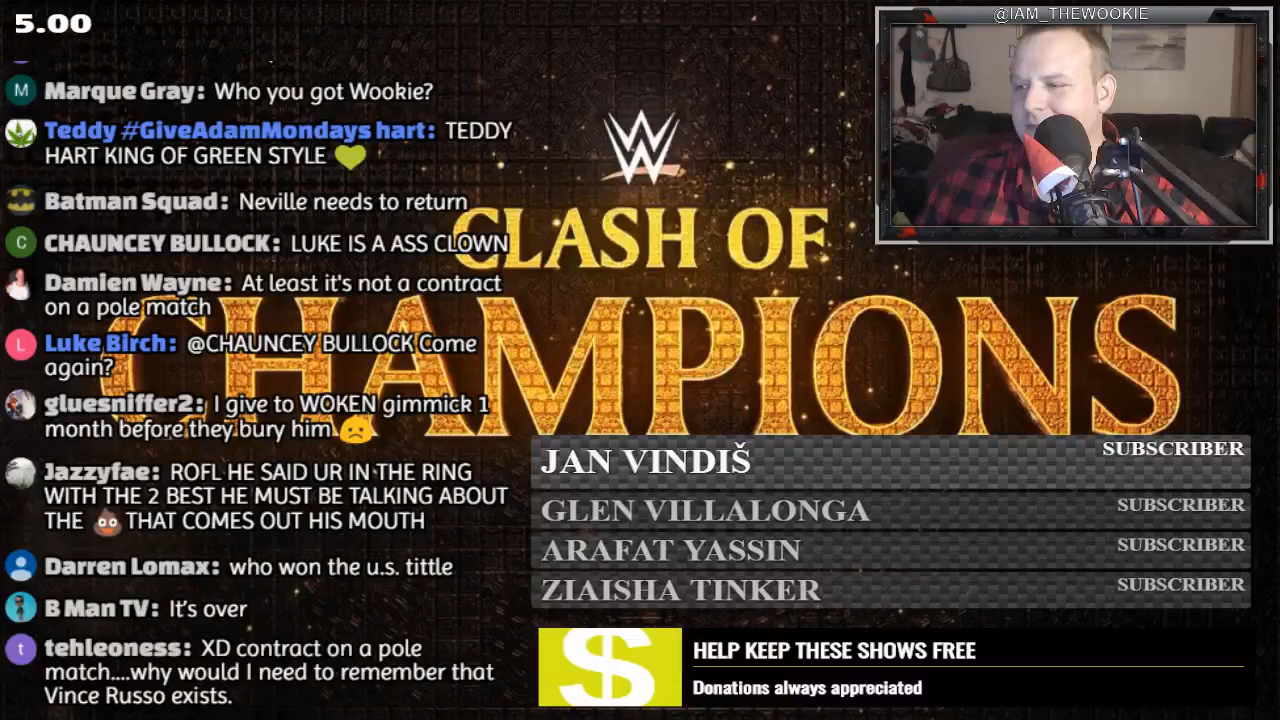 5.00
@IAM_THEWOOKIE
Marque Gray: Who you got Wookie?
Teddy #GiveAdamMondays hart: TEDDY
HART KING OF GREEN STYLE
Batman Squad: Neville needs to return
CHAUNCEY BULLOCK: LUKE IS A ASS CLOWN
Damien Wayne: At least it's not a contract
on a pole match
Luke Birch: @CHAUNCEY BULLOCK Come
again?
gluesniffer2: I give to WOKEN gimmick 1
month before they bury him
Jazzyfae: ROFL HE SAID UR IN THE RING
WITH THE 2 BEST HE MUST BE TALKING ABOUT
THE 💩 THAT COMES OUT HIS MOUTH
Darren Lomax: who won the u.s. tittle
B Man TV: It's over
tehleoness: XD contract on a pole
match....why would I need to remember that
Vince Russo exists.
W
CLASH OF
CHAMPIONS
JAN VINDIŠ SUBSCRIBER
GLEN VILLALONGA SUBSCRIBER
ARAFAT YASSIN SUBSCRIBER
ZIAISHA TINKER SUBSCRIBER
$
HELP KEEP THESE SHOWS FREE
Donations always appreciated